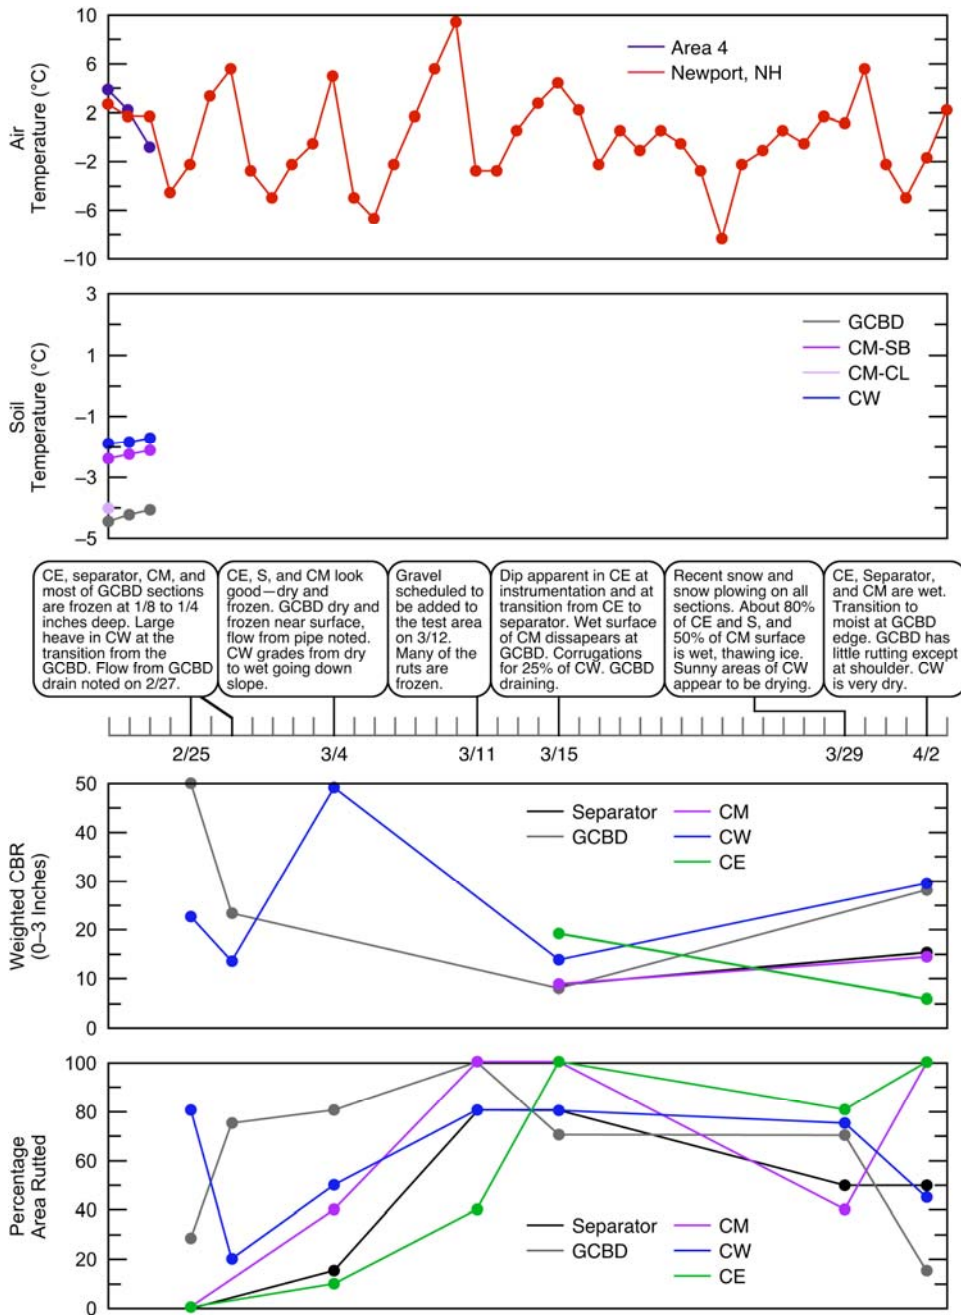 10
6
2
–2
–6
–10
Air
Temperature (°C)
Area 4
Newport, NH
3
1
–1
–3
–5
Soil
Temperature (°C)
GCBD
CM-SB
CM-CL
CW
CE, separator, CM, and
most of GCBD sections
are frozen at 1/8 to 1/4
inches deep. Large
heave in CW at the
transition from the
GCBD. Flow from GCBD
drain noted on 2/27.
CE, S, and CM look
good—dry and
frozen. GCBD dry and
frozen near surface,
flow from pipe noted.
CW grades from dry
to wet going down
slope.
Gravel
scheduled to
be added to
the test area
on 3/12.
Many of the
ruts are
frozen.
Dip apparent in CE at
instrumentation and at
transition from CE to
separator. Wet surface
of CM dissapears at
GCBD. Corrugations
for 25% of CW. GCBD
draining.
Recent snow and
snow plowing on all
sections. About 80%
of CE and S, and
50% of CM surface
is wet, thawing ice.
Sunny areas of CW
appear to be drying.
CE, Separator,
and CM are wet.
Transition to
moist at GCBD
edge. GCBD has
little rutting except
at shoulder. CW
is very dry.
2/25
3/4
3/11
3/15
3/29
4/2
50
40
30
20
10
0
Weighted CBR
(0–3 Inches)
Separator
GCBD
CM
CW
CE
100
80
60
40
20
0
Percentage
Area Rutted
Separator
GCBD
CM
CW
CE